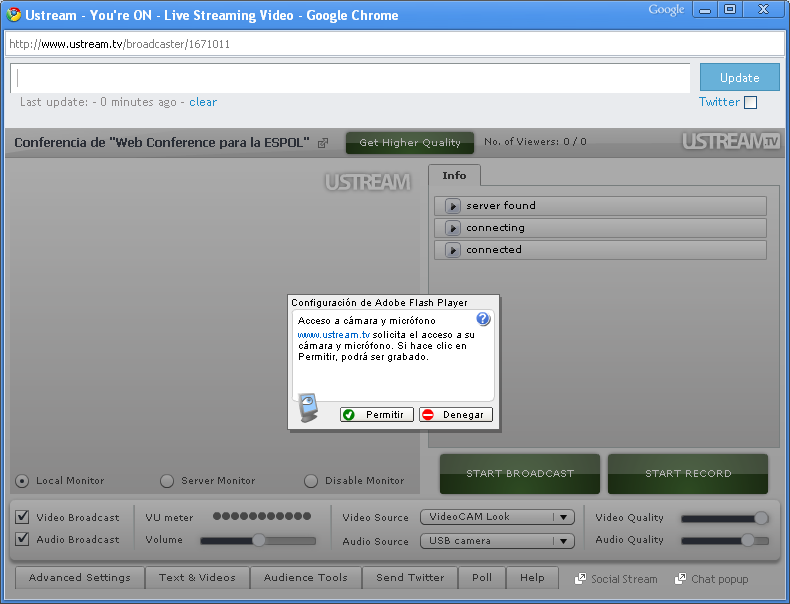 Ustream - You're ON - Live Streaming Video - Google Chrome
Google
http://www.ustream.tv/broadcaster/1671011
Update
Last update: - 0 minutes ago - clear
Twitter
Conferencia de "Web Conference para la ESPOL"
Get Higher Quality
No. of Viewers: 0 / 0
USTREAM.TV
USTREAM
Info
server found
connecting
connected
Configuración de Adobe Flash Player
Acceso a cámara y micrófono
www.ustream.tv solicita el acceso a su
cámara y micrófono. Si hace clic en
Permitir, podrá ser grabado.
Permitir
Denegar
Local Monitor
Server Monitor
Disable Monitor
START BROADCAST
START RECORD
Video Broadcast
VU meter
Video Source
VideoCAM Look
Video Quality
Audio Broadcast
Volume
Audio Source
USB camera
Audio Quality
Advanced Settings
Text & Videos
Audience Tools
Send Twitter
Poll
Help
Social Stream
Chat popup